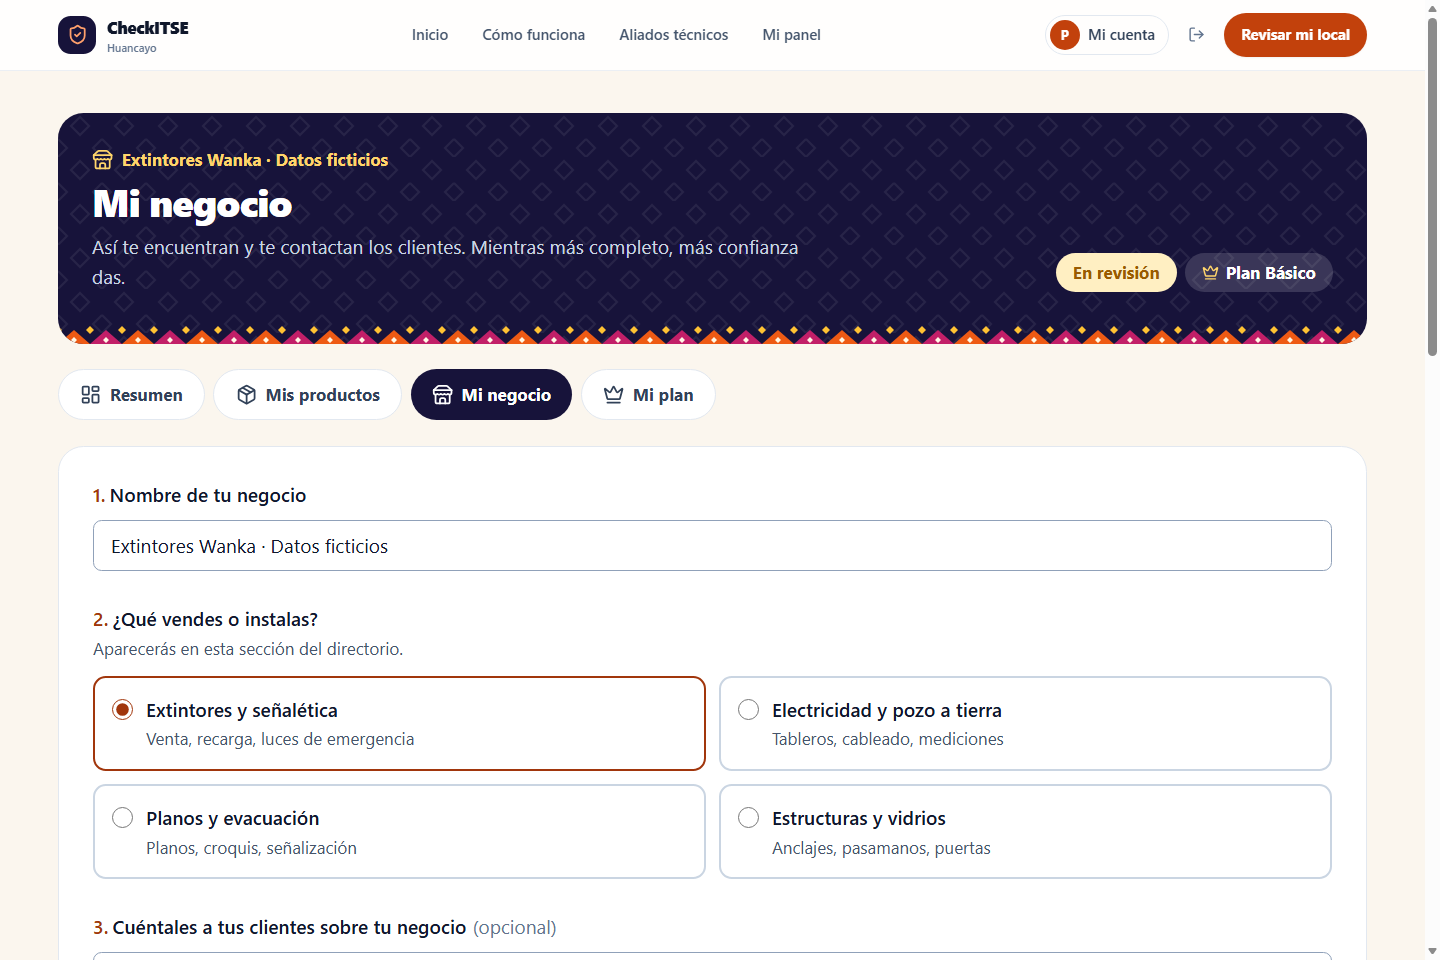 CheckITSE
Huancayo
Inicio
Cómo funciona
Aliados técnicos
Mi panel
P
Mi cuenta
Revisar mi local
Extintores Wanka · Datos ficticios
Mi negocio
Así te encuentran y te contactan los clientes. Mientras más completo, más confianza
das.
En revisión
Plan Básico
Resumen
Mis productos
Mi negocio
Mi plan
1. Nombre de tu negocio
Extintores Wanka · Datos ficticios
2. ¿Qué vendes o instalas?
Aparecerás en esta sección del directorio.
Extintores y señalética
Venta, recarga, luces de emergencia
Electricidad y pozo a tierra
Tableros, cableado, mediciones
Planos y evacuación
Planos, croquis, señalización
Estructuras y vidrios
Anclajes, pasamanos, puertas
3. Cuéntales a tus clientes sobre tu negocio (opcional)